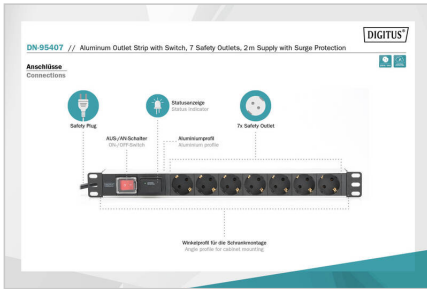 DIGITUS®
DN-95407 // Aluminum Outlet Strip with Switch, 7 Safety Outlets, 2 m Supply with Surge Protection
Anschlüsse
Connections
Statusanzeige
Status indicator
Safety Plug
7x Safety Outlet
AUS-/AN-Schalter
ON-/OFF-Switch
Aluminiumprofil
Aluminium profile
Winkelprofil für die Schrankmontage
Angle profile for cabinet mounting